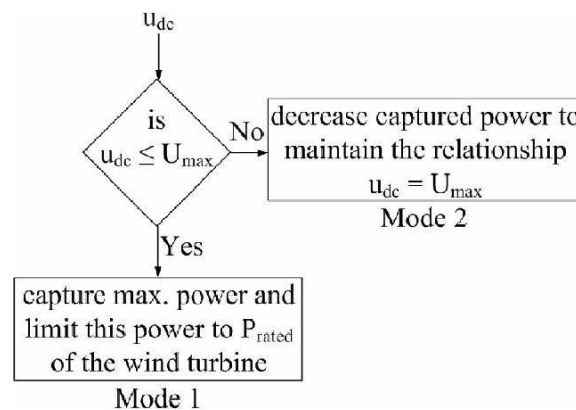 u_dc
is
u_dc ≤ U_max
No
decrease captured power to
maintain the relationship
u_dc = U_max
Mode 2
Yes
capture max. power and
limit this power to P_rated
of the wind turbine
Mode 1